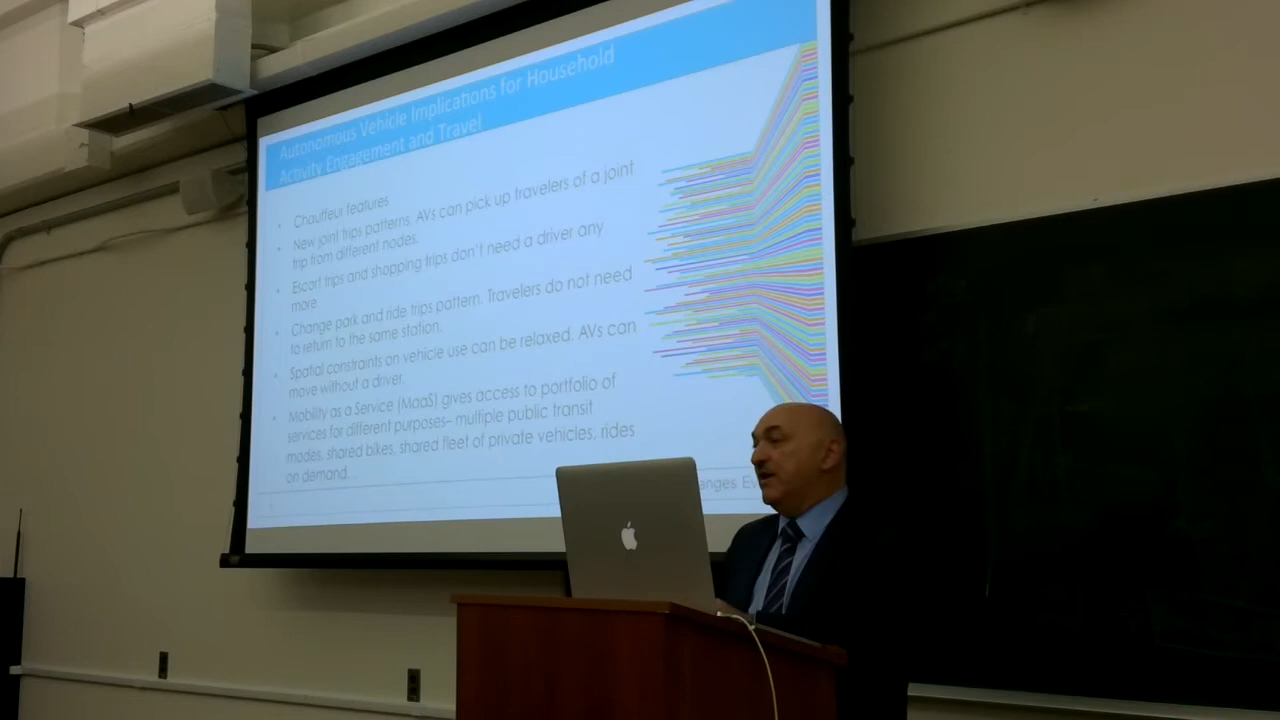 Autonomous Vehicle Implications for Household
Activity Engagement and Travel
• Chauffeur features
• New joint trips patterns. AVs can pick up travelers of a joint
trip from different nodes.
• Escort trips and shopping trips don't need a driver any
more
• Change park and ride trips pattern. Travelers do not need
to return to the same station.
• Spatial constraints on vehicle use can be relaxed. AVs can
move without a driver.
• Mobility as a Service (MaaS) gives access to portfolio of
services for different purposes– multiple public transit
modes, shared bikes, shared fleet of private vehicles, rides
on demand